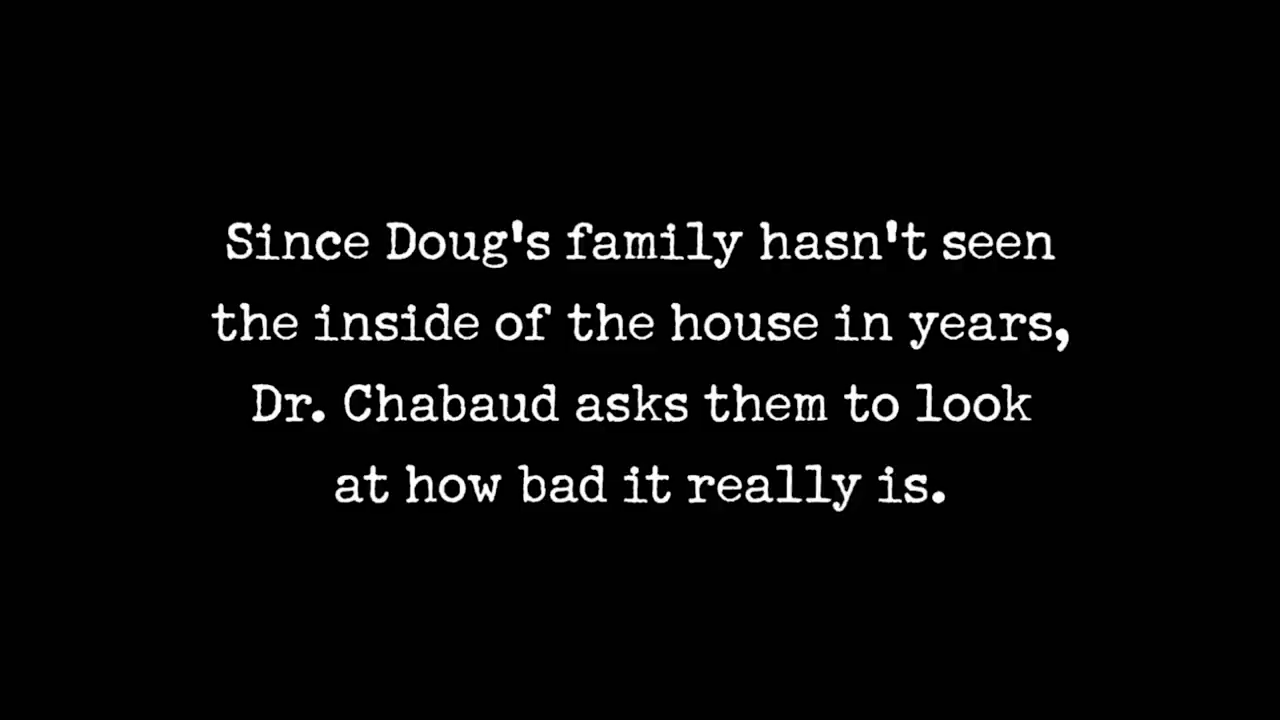 Since Doug's family hasn't seen
the inside of the house in years,
Dr. Chabaud asks them to look
at how bad it really is.